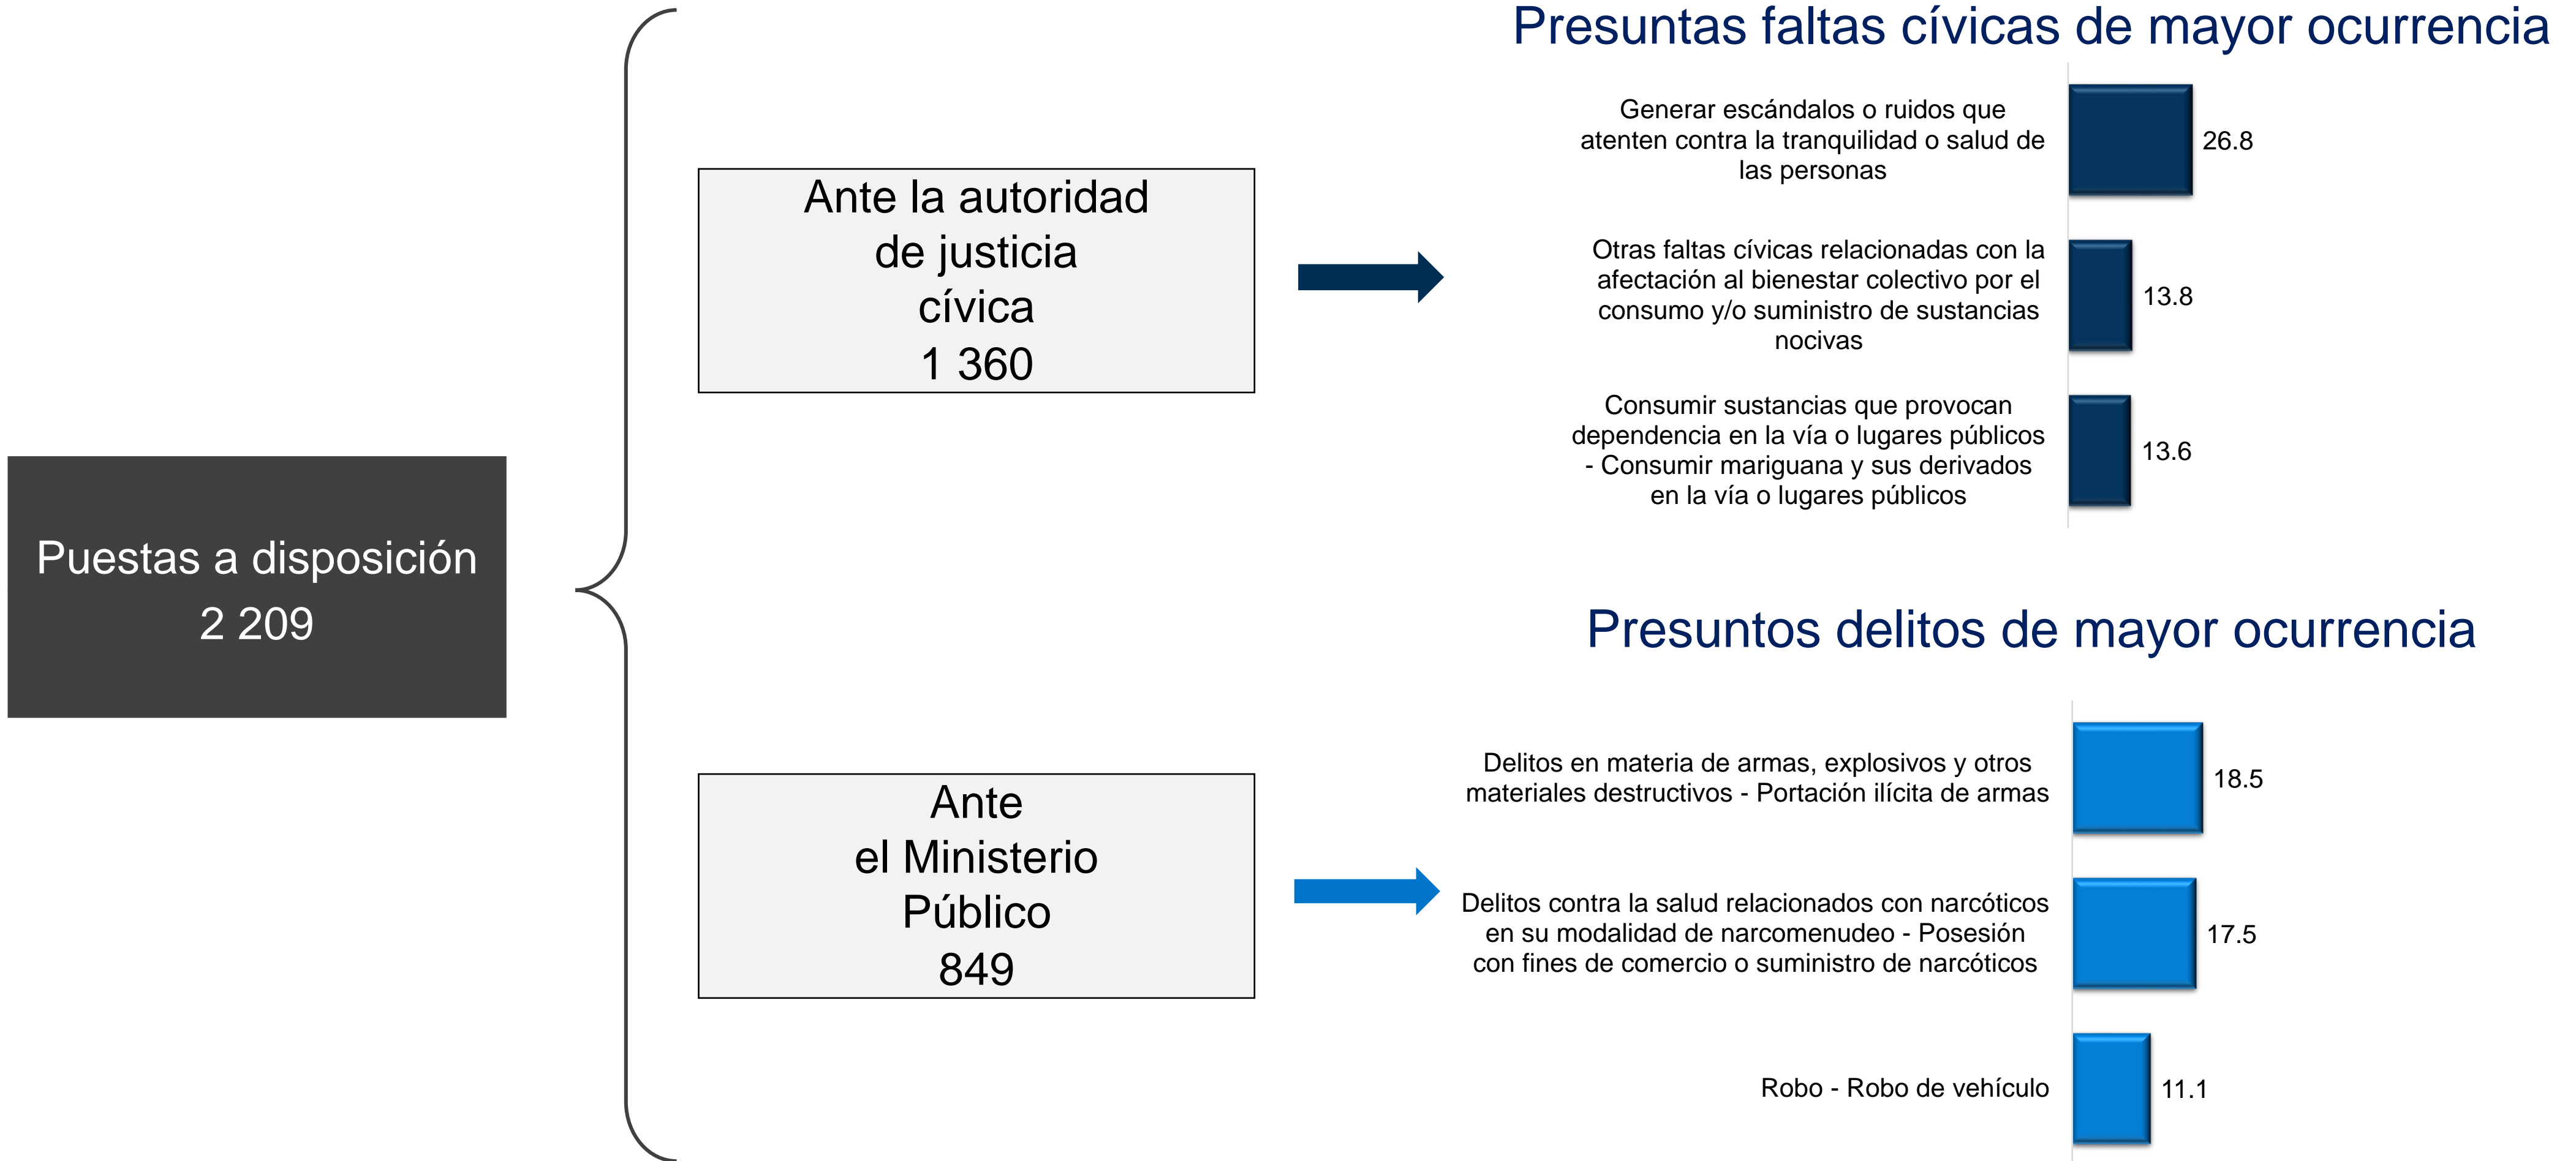 Puestas a disposición
2 209
Ante la autoridad
de justicia
cívica
1 360
Presuntas faltas cívicas de mayor ocurrencia
Generar escándalos o ruidos que
atenten contra la tranquilidad o salud de
las personas
26.8
Otras faltas cívicas relacionadas con la
afectación al bienestar colectivo por el
consumo y/o suministro de sustancias
nocivas
13.8
Consumir sustancias que provocan
dependencia en la vía o lugares públicos
- Consumir mariguana y sus derivados
en la vía o lugares públicos
13.6
Ante
el Ministerio
Público
849
Presuntos delitos de mayor ocurrencia
Delitos en materia de armas, explosivos y otros
materiales destructivos - Portación ilícita de armas
18.5
Delitos contra la salud relacionados con narcóticos
en su modalidad de narcomenudeo - Posesión
con fines de comercio o suministro de narcóticos
17.5
Robo - Robo de vehículo
11.1